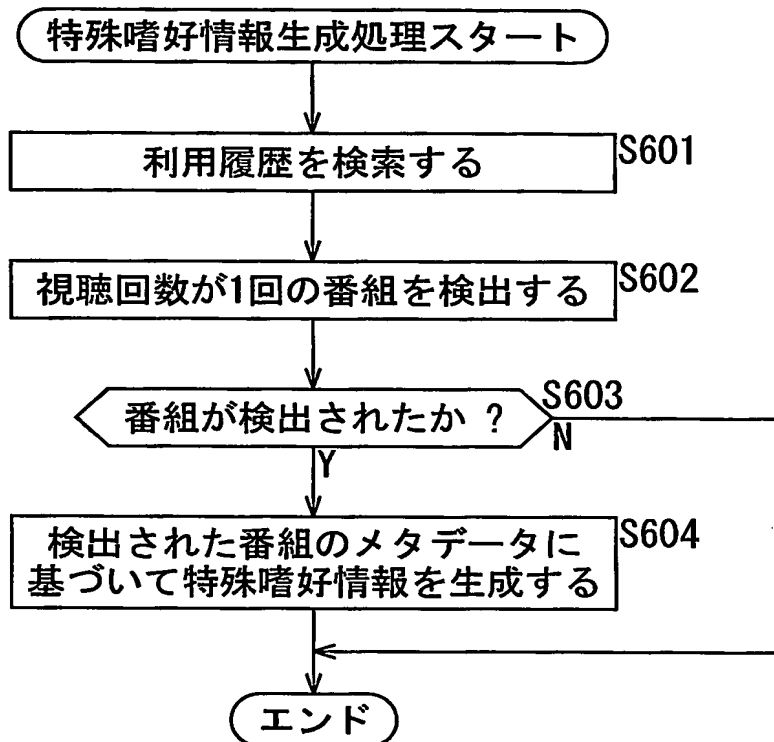 特殊嗜好情報生成処理スタート
利用履歴を検索する
S601
視聴回数が1回の番組を検出する
S602
番組が検出されたか ?
S603
N
Y
検出された番組のメタデータに
基づいて特殊嗜好情報を生成する
S604
エンド